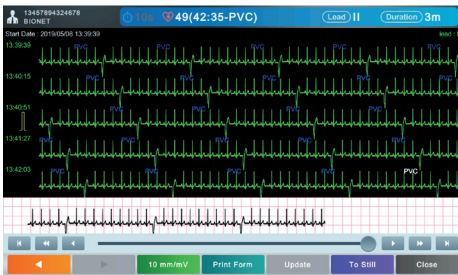 13457894324678
BIONET
10s 49(42:35-PVC) Lead II Duration 3m
Start Date : 2019/05/08 13:39:39 lead :
13:39:39 PVC PVC PVC PVC
13:40:15 PVC PVC PVC
13:40:51 PVC PVC PVC PVC
13:41:27 PVC PVC PVC PVC PVC
13:42:03 PVC PVC PVC PVC
10 mm/mV Print Form Update To Still Close